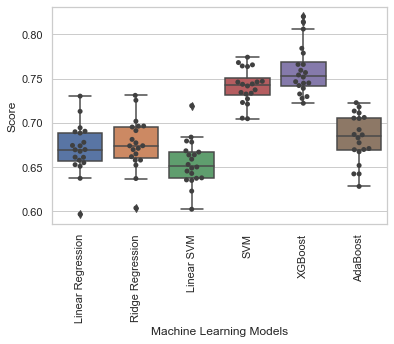 0.80
0.75
0.70
0.65
0.60
Score
Linear Regression
Ridge Regression
Linear SVM
SVM
XGBoost
AdaBoost
Machine Learning Models